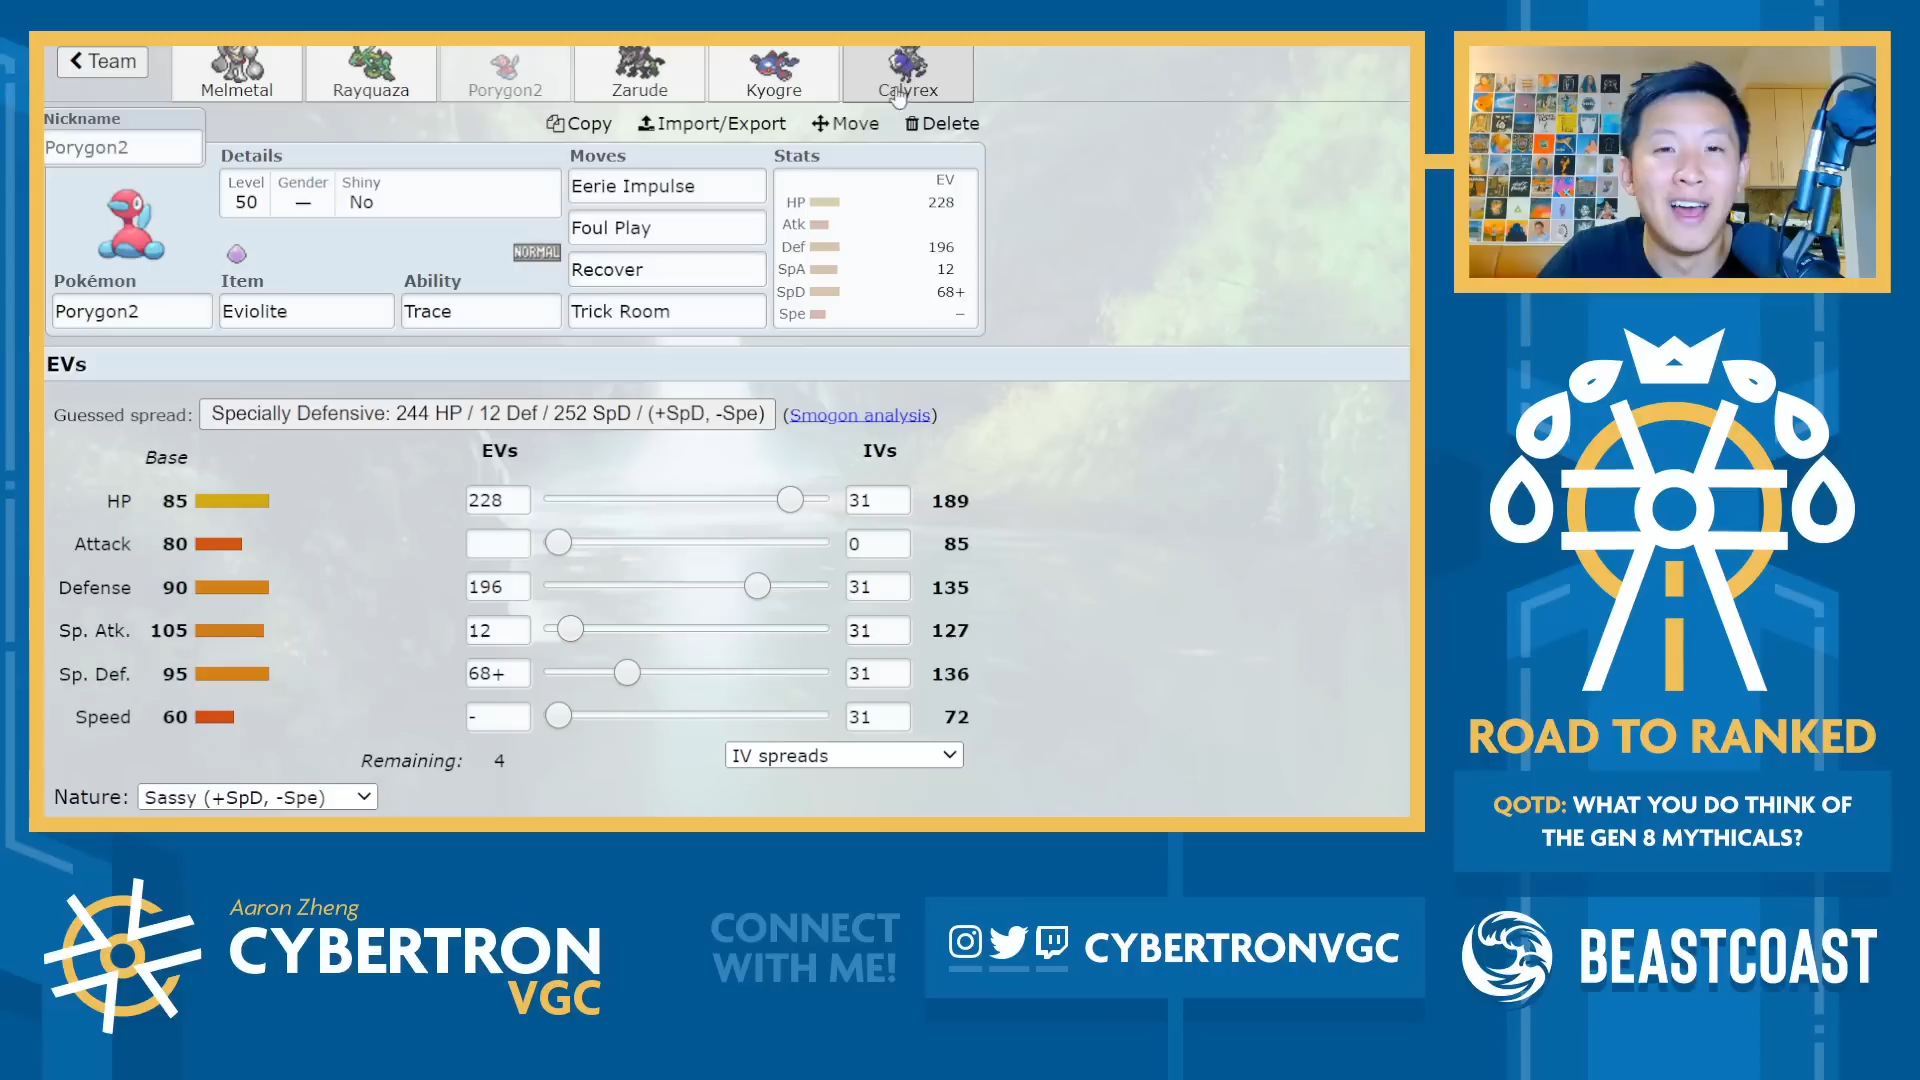 Team
Melmetal
Rayquaza
Porygon2
Zarude
Kyogre
Calyrex
Nickname
Porygon2
Copy
Import/Export
Move
Delete
Details
Moves
Stats
Level
Gender
Shiny
50
—
No
Eerie Impulse
Foul Play
Recover
Trick Room
EV
HP 228
Atk
Def 196
SpA 12
SpD 68+
Spe –
NORMAL
Pokémon
Item
Ability
Porygon2
Eviolite
Trace
EVs
Guessed spread: Specially Defensive: 244 HP / 12 Def / 252 SpD / (+SpD, -Spe) (Smogon analysis)
Base EVs IVs
HP 85 228 31 189
Attack 80 0 85
Defense 90 196 31 135
Sp. Atk. 105 12 31 127
Sp. Def. 95 68+ 31 136
Speed 60 - 31 72
Remaining: 4
IV spreads
Nature: Sassy (+SpD, -Spe)
ROAD TO RANKED
QOTD: WHAT YOU DO THINK OF
THE GEN 8 MYTHICALS?
Aaron Zheng
CYBERTRON
VGC
CONNECT
WITH ME!
CYBERTRONVGC
BEASTCOAST